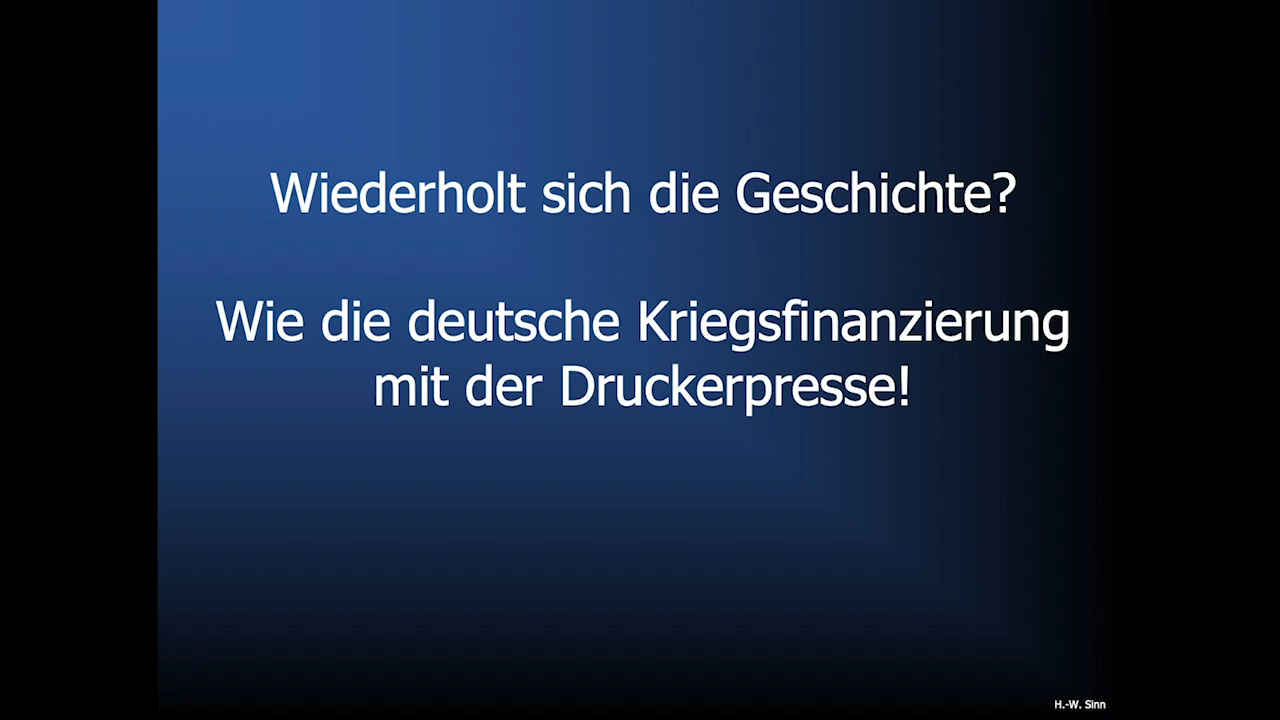 Wiederholt sich die Geschichte?
Wie die deutsche Kriegsfinanzierung
mit der Druckerpresse!
H.-W. Sinn